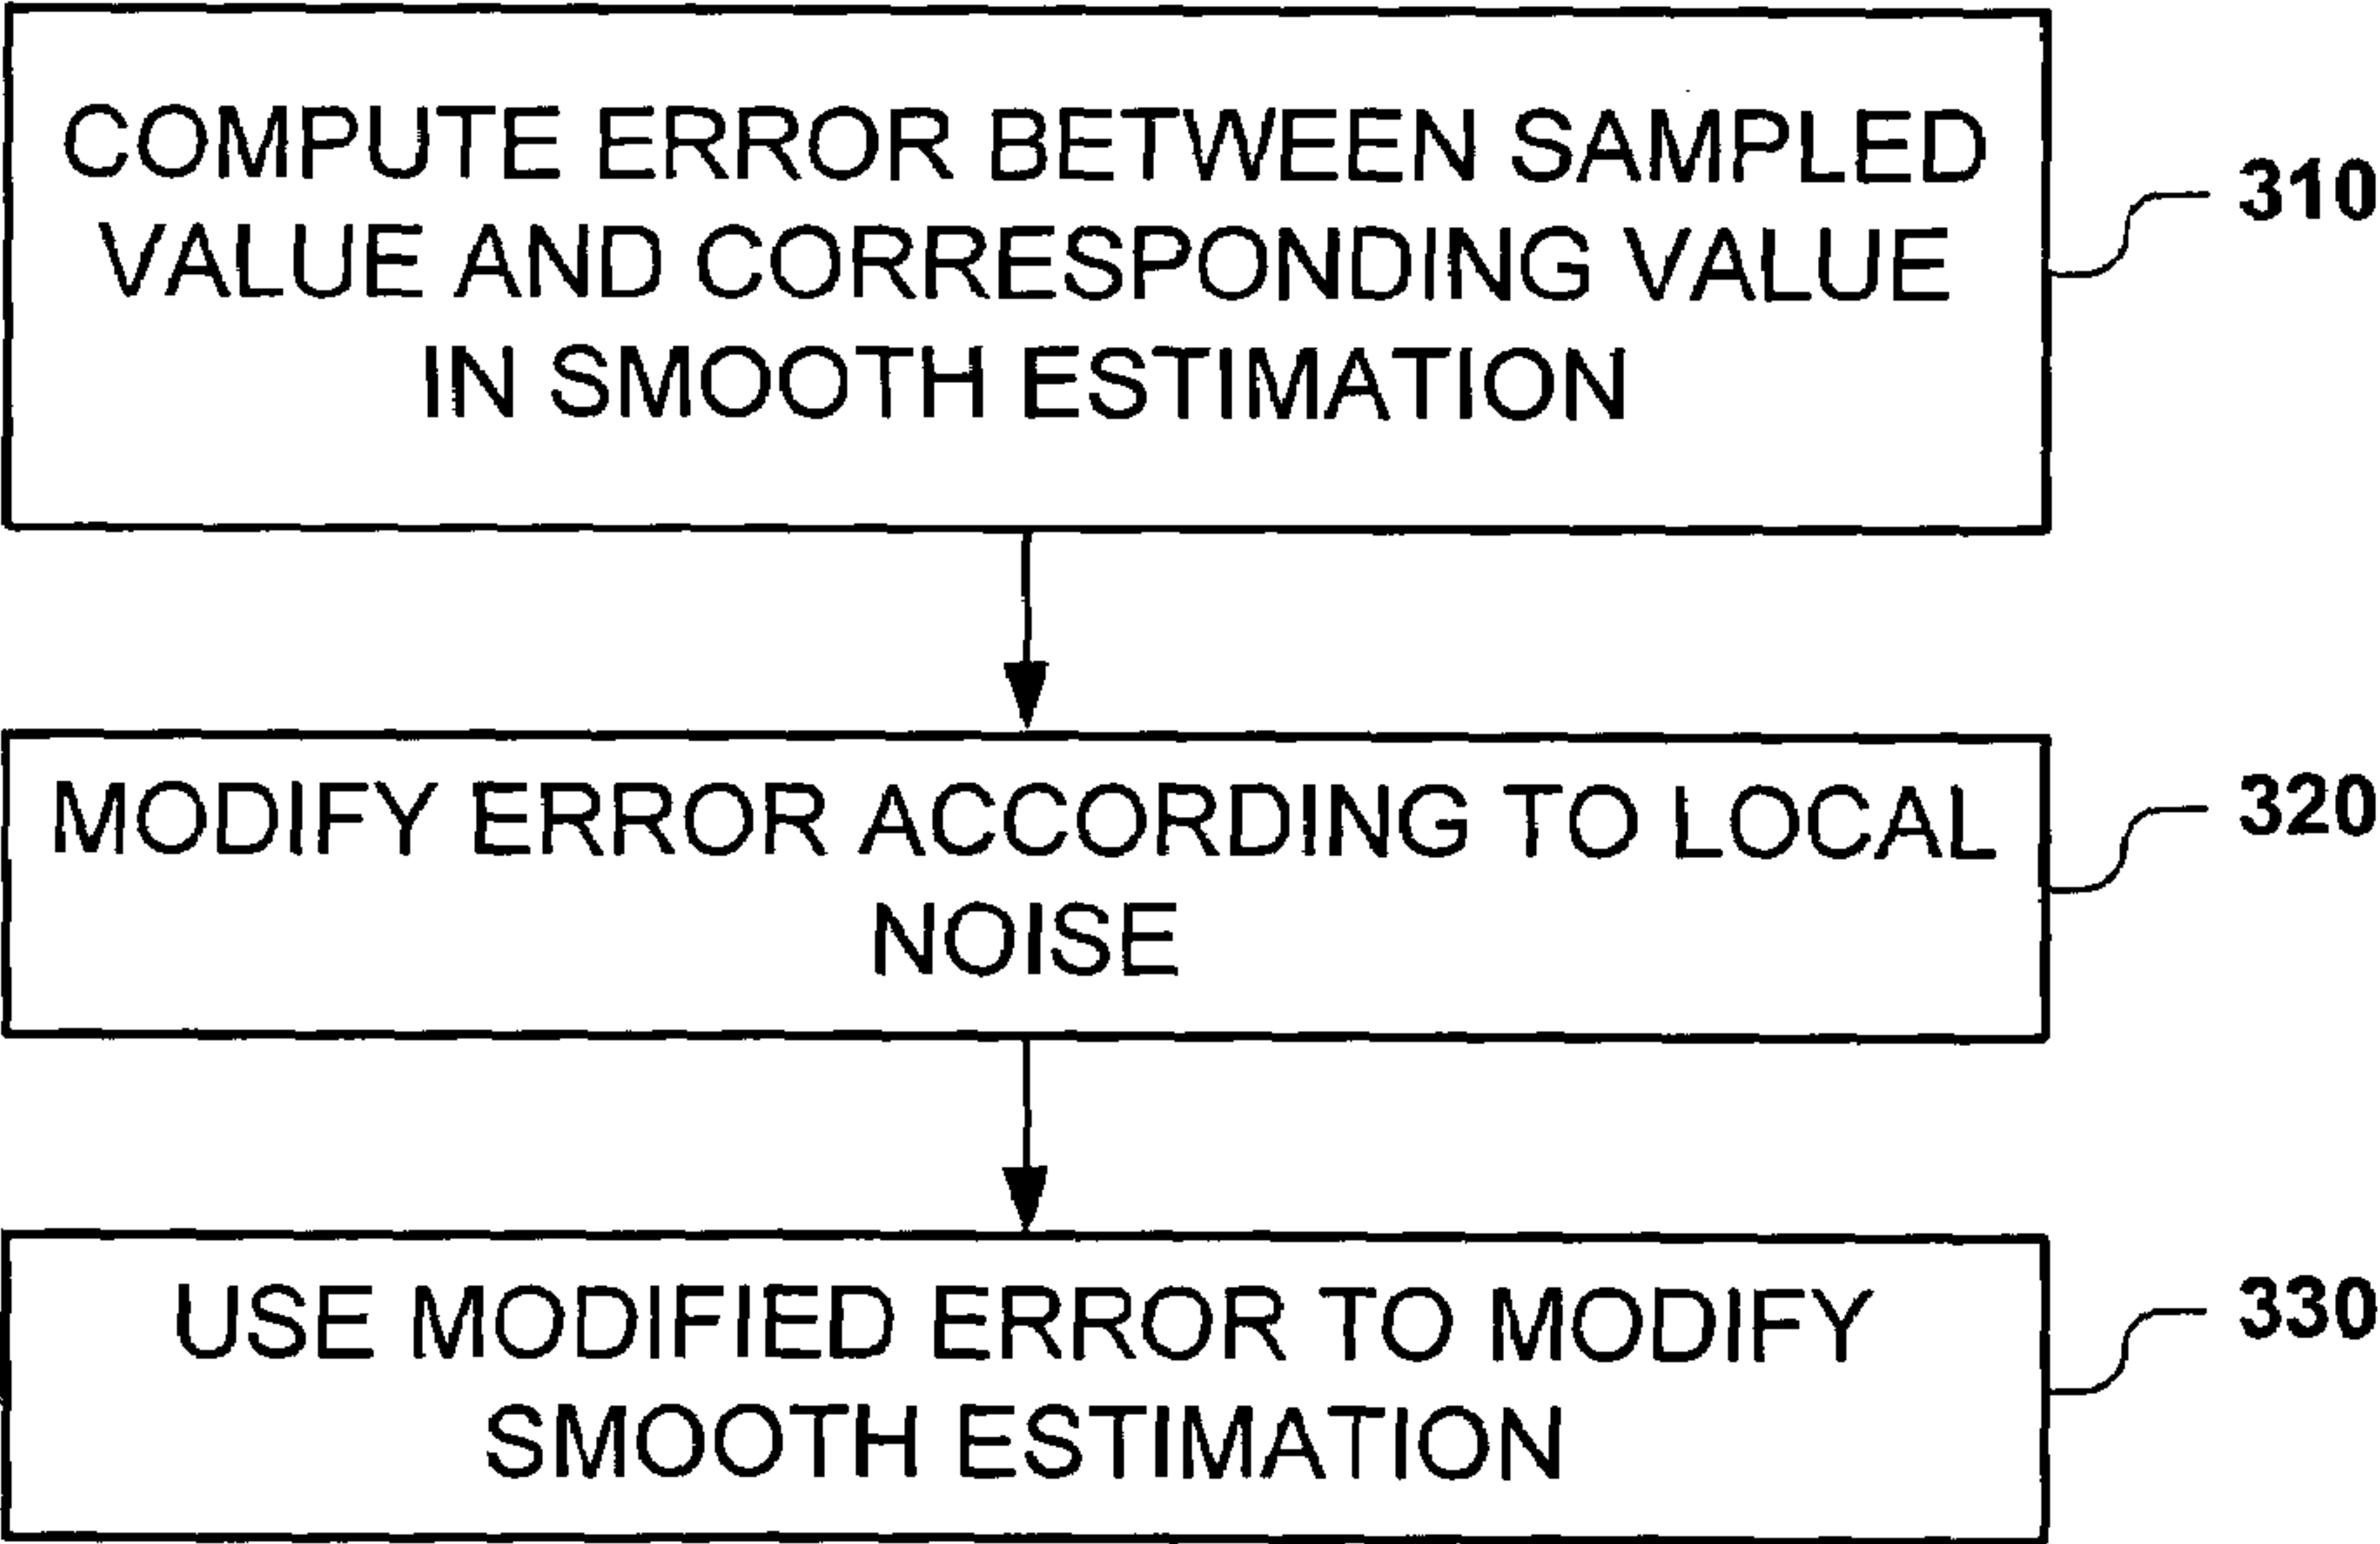 COMPUTE ERROR BETWEEN SAMPLED
VALUE AND CORRESPONDING VALUE
IN SMOOTH ESTIMATION
310
MODIFY ERROR ACCORDING TO LOCAL
NOISE
320
USE MODIFIED ERROR TO MODIFY
SMOOTH ESTIMATION
330